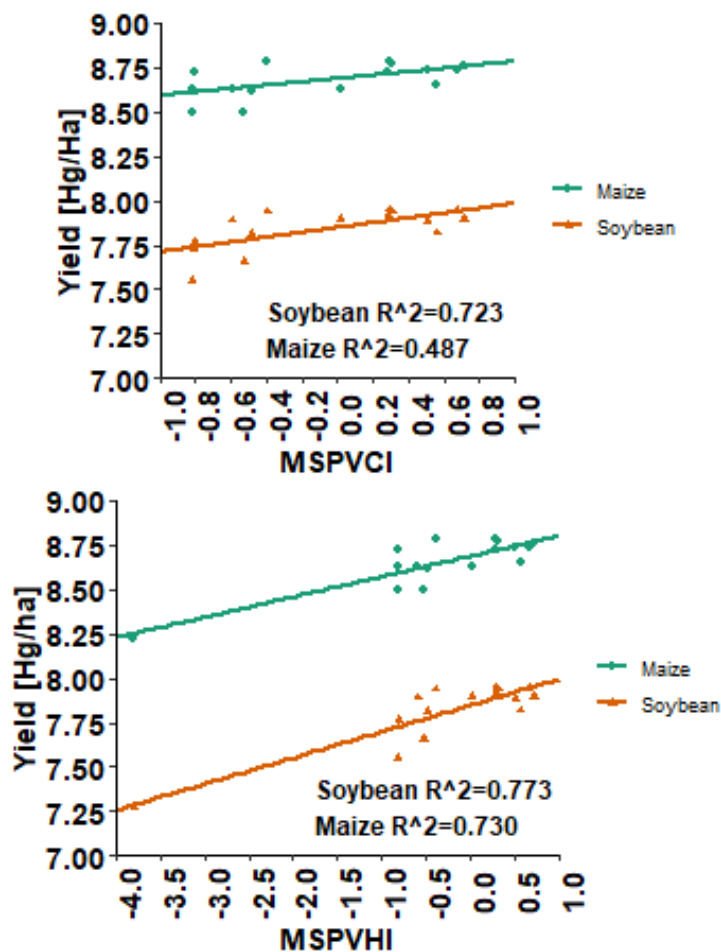 9.00
8.75
8.50
8.25
8.00
7.75
7.50
7.25
7.00
Yield [Hg/Ha]
Maize
Soybean
Soybean R^2=0.723
Maize R^2=0.487
-1.0 -0.8 -0.6 -0.4 -0.2 0.0 0.2 0.4 0.6 0.8 1.0
MSPVCI
9.00
8.75
8.50
8.25
8.00
7.75
7.50
7.25
7.00
Yield [Hg/ha]
Maize
Soybean
Soybean R^2=0.773
Maize R^2=0.730
-4.0 -3.5 -3.0 -2.5 -2.0 -1.5 -1.0 -0.5 0.0 0.5 1.0
MSPVHI